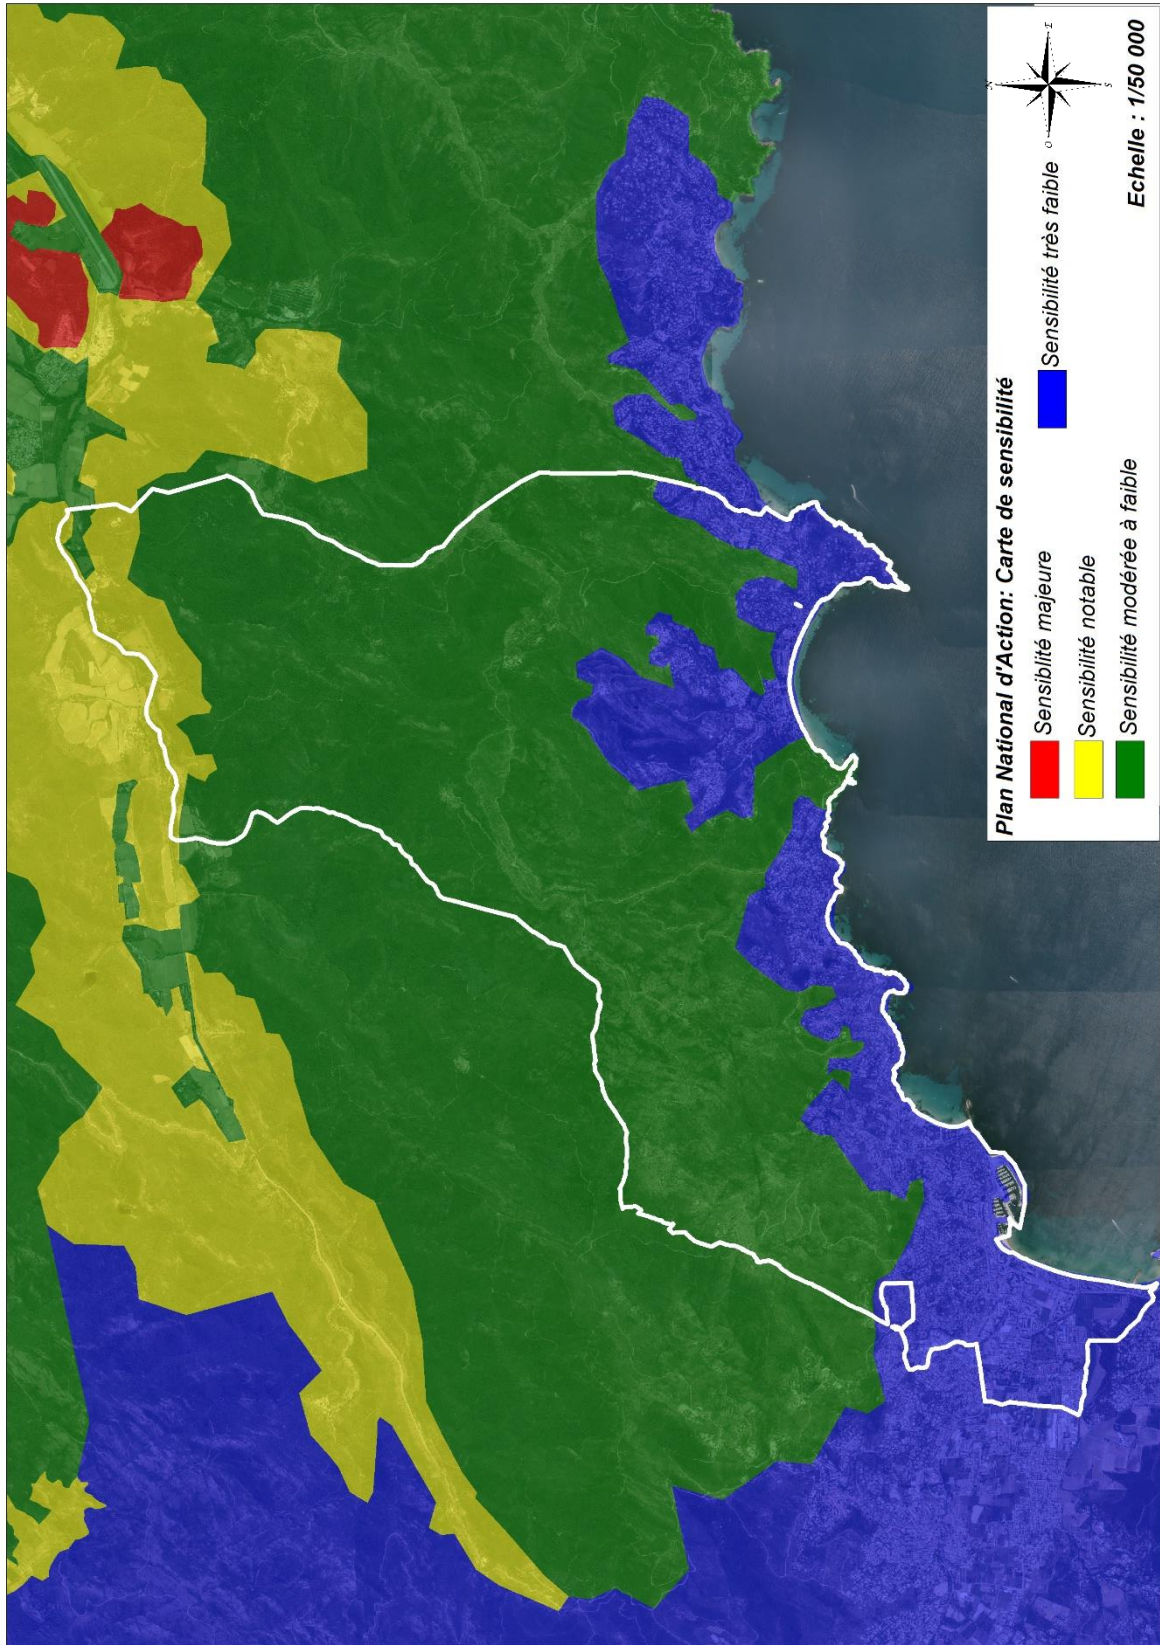 Plan National d'Action: Carte de sensibilité
Sensiblité majeure
Sensibilité notable
Sensibilité modérée à faible
Sensibilité très faible
N
E
S
O
Echelle : 1/50 000